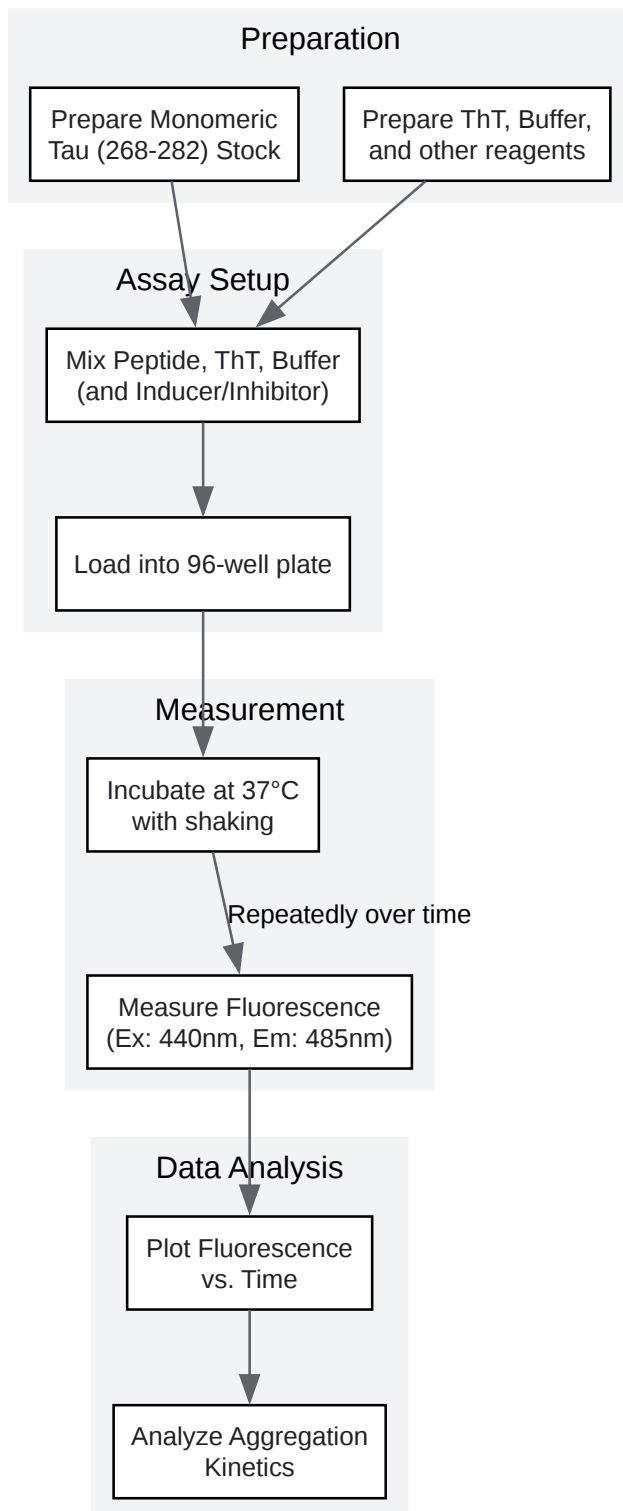 Preparation
Prepare Monomeric
Tau (268-282) Stock
Prepare ThT, Buffer,
and other reagents
Assay Setup
Mix Peptide, ThT, Buffer
(and Inducer/Inhibitor)
Load into 96-well plate
Measurement
Incubate at 37°C
with shaking
Repeatedly over time
Measure Fluorescence
(Ex: 440nm, Em: 485nm)
Data Analysis
Plot Fluorescence
vs. Time
Analyze Aggregation
Kinetics